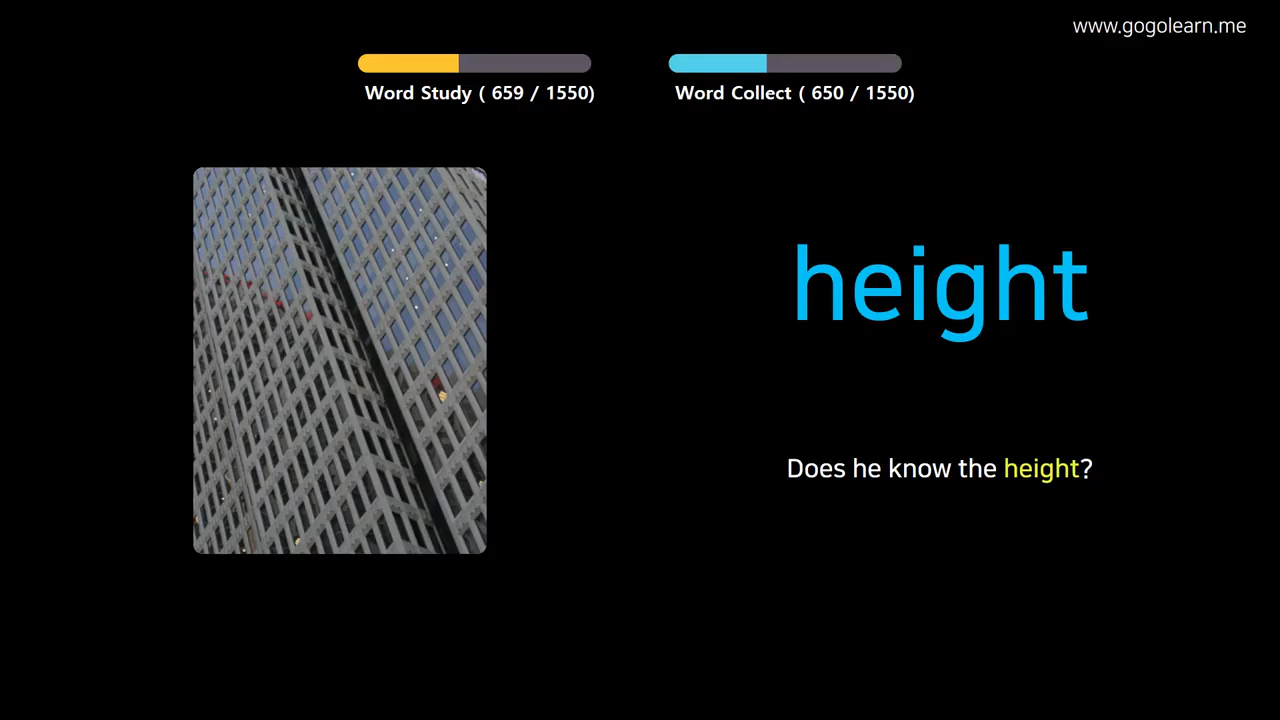 www.gogolearn.me
Word Study ( 659 / 1550)
Word Collect ( 650 / 1550)
height
Does he know the height?